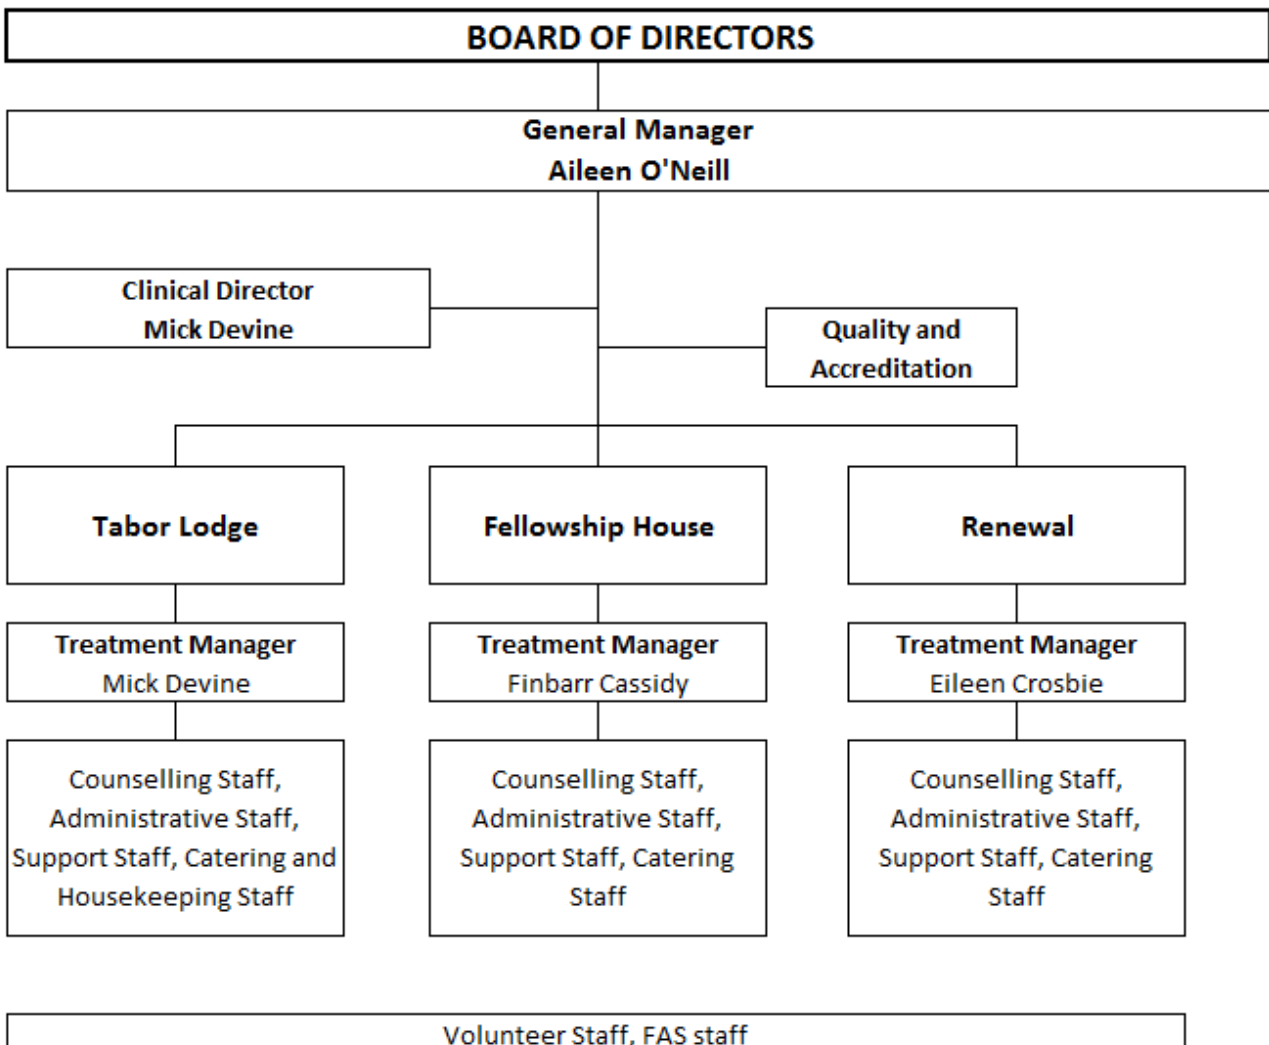 BOARD OF DIRECTORS
General Manager
Aileen O'Neill
Clinical Director
Mick Devine
Quality and
Accreditation
Tabor Lodge
Fellowship House
Renewal
Treatment Manager
Mick Devine
Treatment Manager
Finbarr Cassidy
Treatment Manager
Eileen Crosbie
Counselling Staff,
Administrative Staff,
Support Staff, Catering and
Housekeeping Staff
Counselling Staff,
Administrative Staff,
Support Staff, Catering
Staff
Counselling Staff,
Administrative Staff,
Support Staff, Catering
Staff
Volunteer Staff, FAS staff